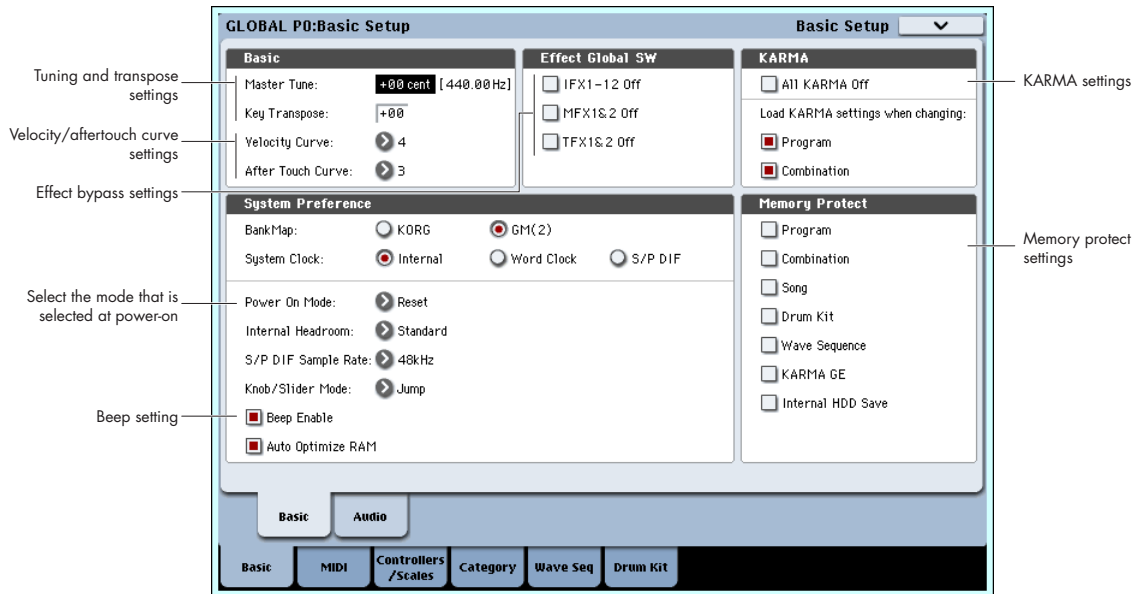 GLOBAL P0:Basic Setup
Basic Setup
Basic
Master Tune: +00 cent [440.00Hz]
Key Transpose: +00
Velocity Curve: 4
After Touch Curve: 3
Effect Global SW
IFX1-12 Off
MFX1&2 Off
TFX1&2 Off
KARMA
All KARMA Off
Load KARMA settings when changing:
Program
Combination
System Preference
BankMap: KORG GM(2)
System Clock: Internal Word Clock S/P DIF
Power On Mode: Reset
Internal Headroom: Standard
S/P DIF Sample Rate: 48kHz
Knob/Slider Mode: Jump
Beep Enable
Auto Optimize RAM
Memory Protect
Program
Combination
Song
Drum Kit
Wave Sequence
KARMA GE
Internal HDD Save
Basic
Audio
Basic
MIDI
Controllers
/Scales
Category
Wave Seq
Drum Kit
Tuning and transpose
settings
Velocity/aftertouch curve
settings
Effect bypass settings
Select the mode that is
selected at power-on
Beep setting
KARMA settings
Memory protect
settings